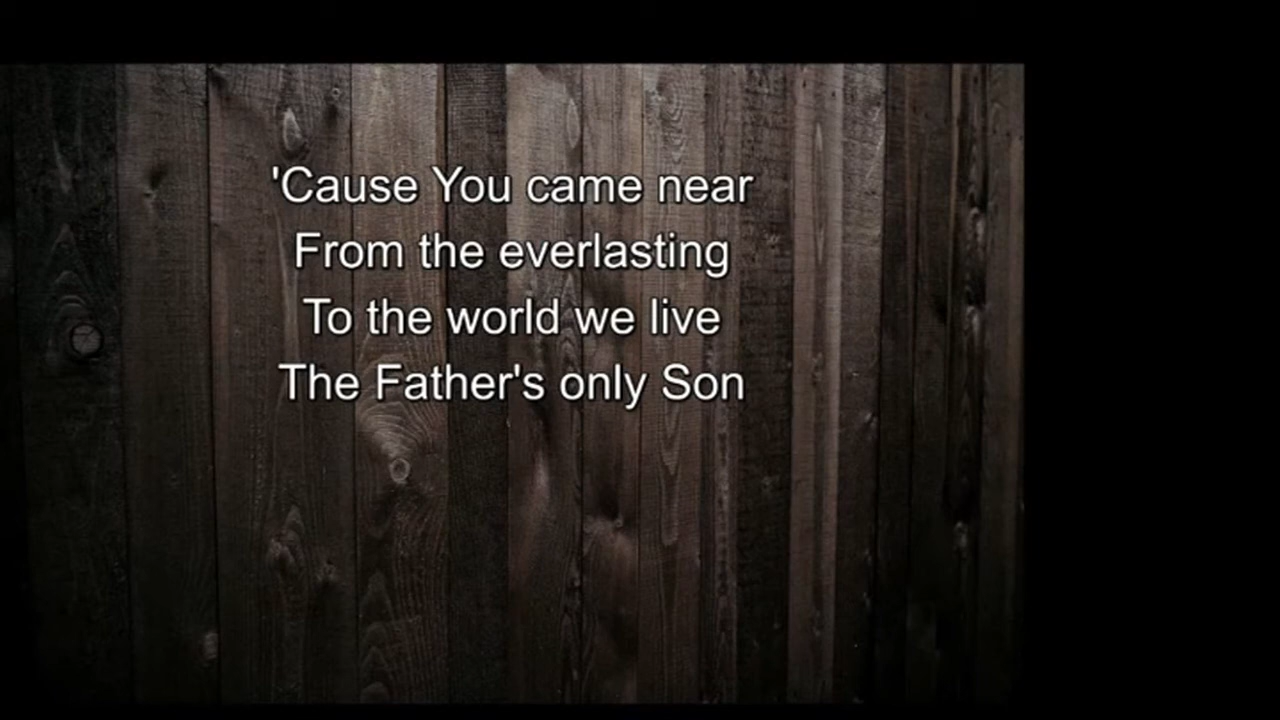 'Cause You came near
From the everlasting
To the world we live
The Father's only Son